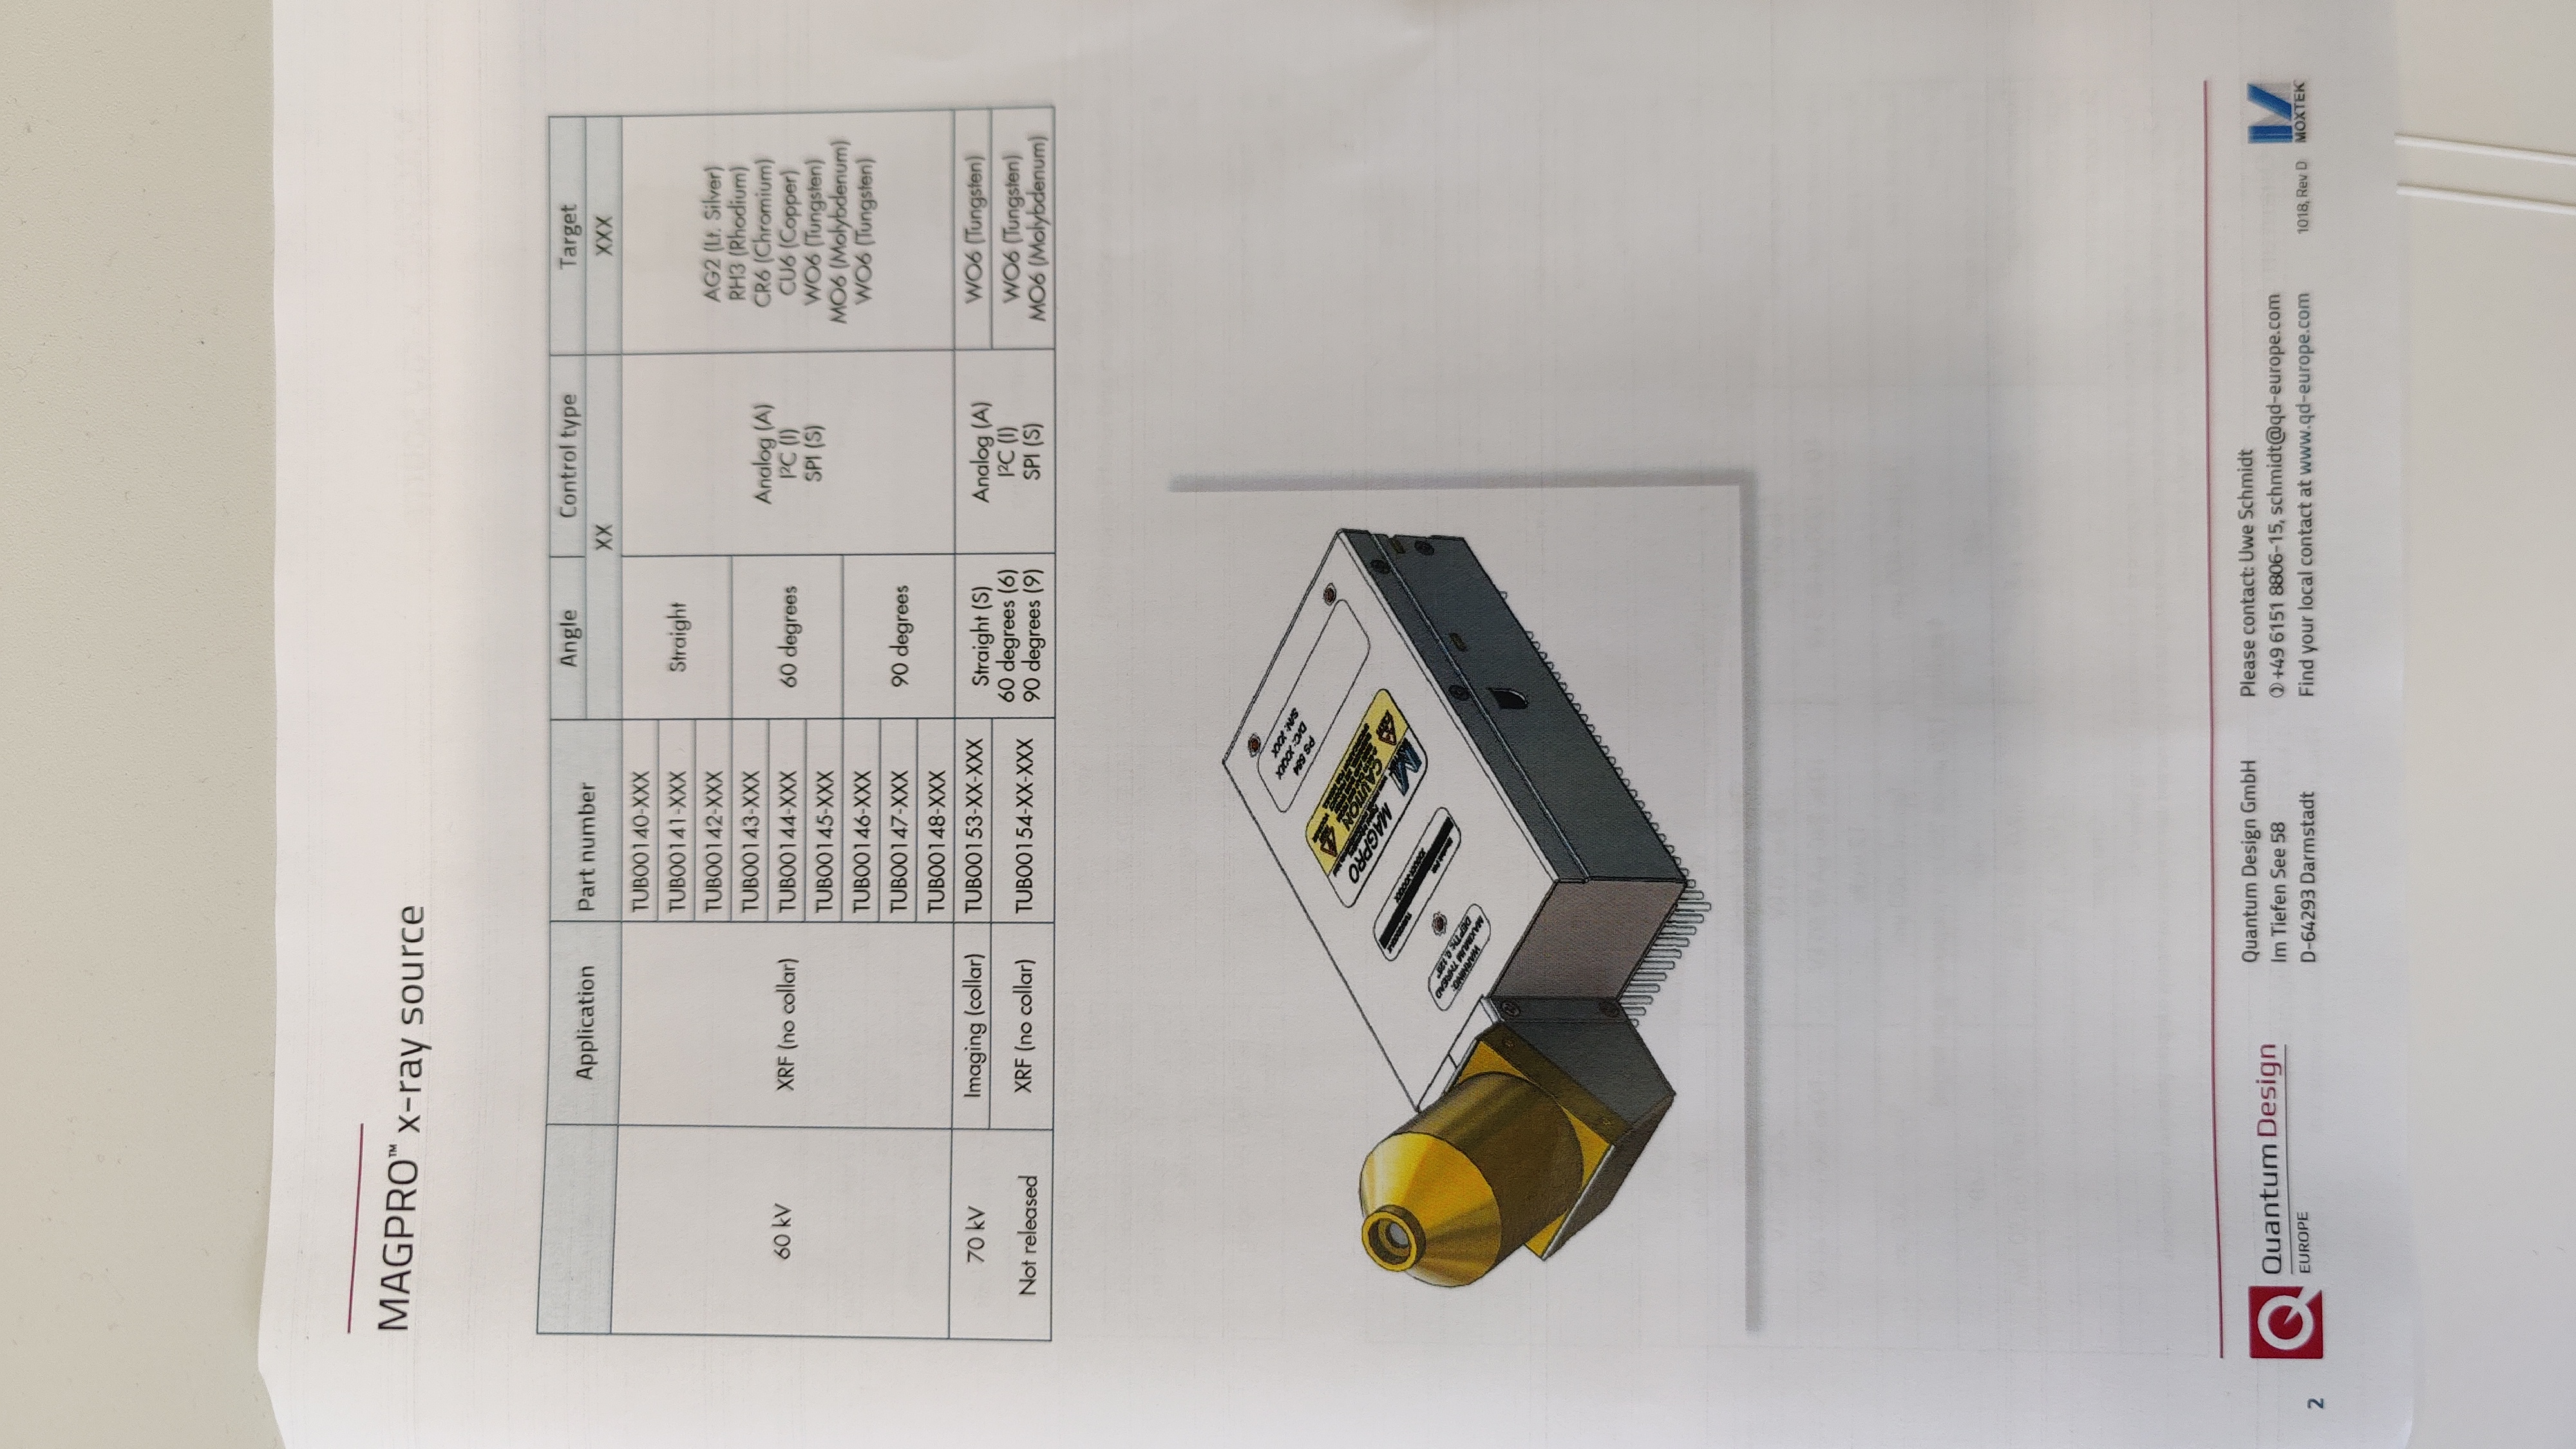 MAGPRO™ x-ray source
Application
Part number
Angle
Control type
Target
XX
XXX
60 kV
XRF (no collar)
TUB00140-XXX
TUB00141-XXX
TUB00142-XXX
TUB00143-XXX
TUB00144-XXX
TUB00145-XXX
TUB00146-XXX
TUB00147-XXX
TUB00148-XXX
Straight
60 degrees
90 degrees
Analog (A)
I²C (I)
SPI (S)
AG2 (Lt. Silver)
RH3 (Rhodium)
CR6 (Chromium)
CU6 (Copper)
WO6 (Tungsten)
MO6 (Molybdenum)
WO6 (Tungsten)
70 kV
Not released
Imaging (collar)
TUB00153-XX-XXX
XRF (no collar)
TUB00154-XX-XXX
Straight (S)
60 degrees (6)
90 degrees (9)
Analog (A)
I²C (I)
SPI (S)
WO6 (Tungsten)
WO6 (Tungsten)
MO6 (Molybdenum)
S/N: XXX
D/C: XXXX
MAGPRO
CAUTION
WARNING:
MAXIMUM THREAD
DEPTH: 0.125"
2
Quantum Design
EUROPE
Quantum Design GmbH
Im Tiefen See 58
D-64293 Darmstadt
Please contact: Uwe Schmidt
+49 6151 8806-15, schmidt@qd-europe.com
Find your local contact at www.qd-europe.com
1018, Rev D
MOXTEK